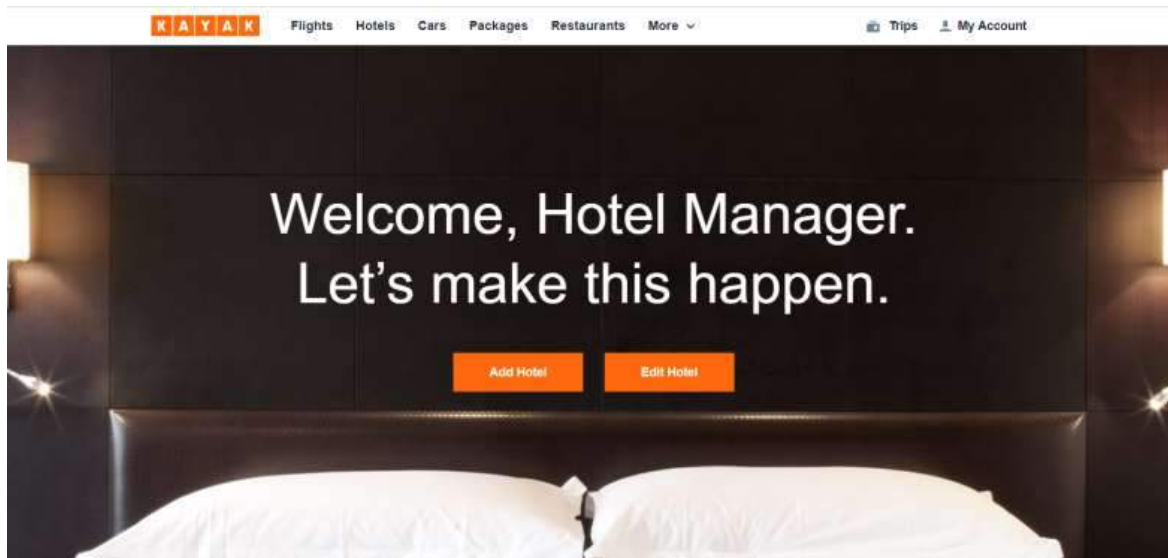 KAYAK Flights Hotels Cars Packages Restaurants More Trips My Account
Welcome, Hotel Manager.
Let’s make this happen.
Add Hotel Edit Hotel